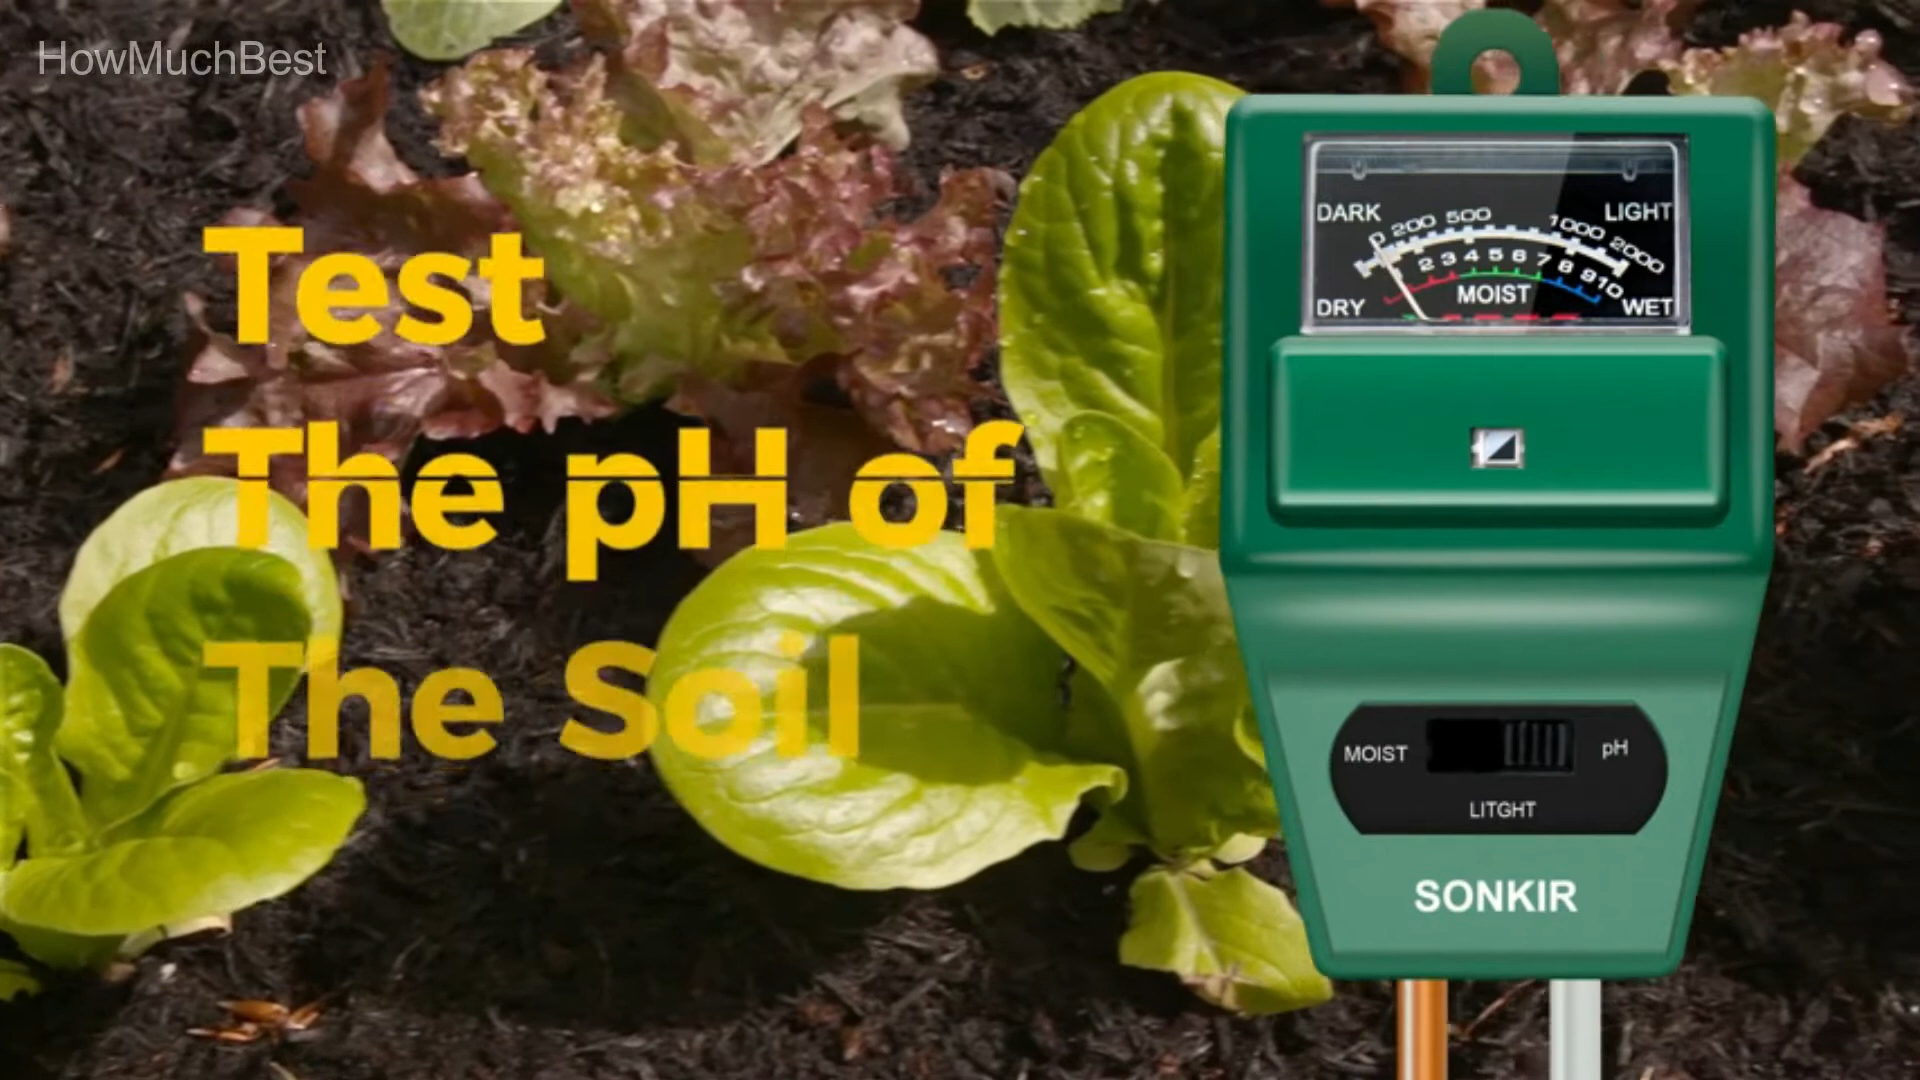 HowMuchBest
Test
The pH of
The Soil
DARK
LIGHT
0 200 500 1000 2000
2 3 4 5 6 7 8 9 10
MOIST
DRY
WET
MOIST
pH
LITGHT
SONKIR